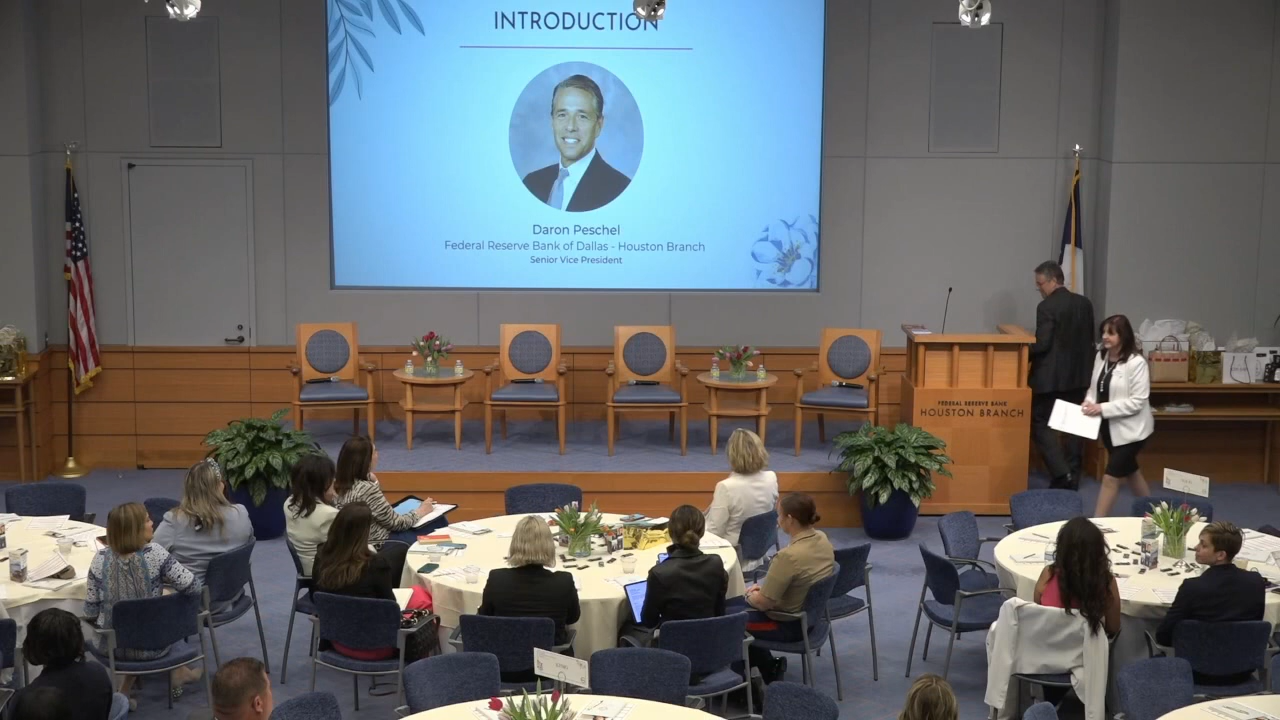 INTRODUCTION
Daron Peschel
Federal Reserve Bank of Dallas - Houston Branch
Senior Vice President
FEDERAL RESERVE BANK
HOUSTON BRANCH